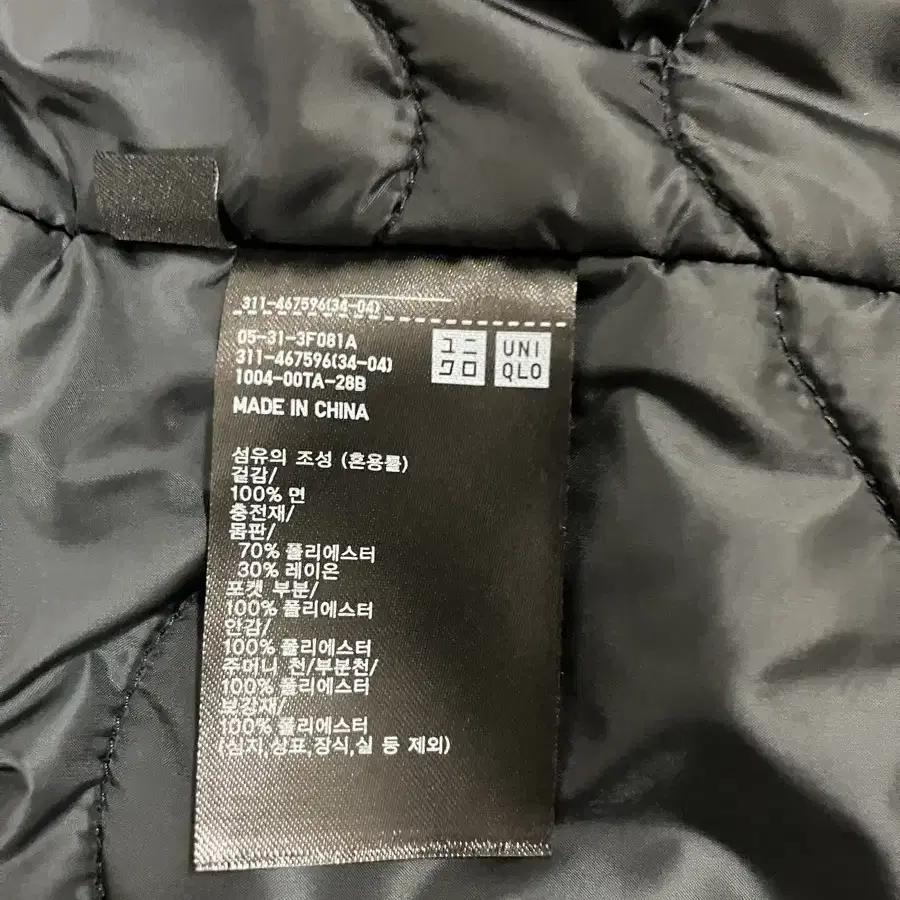 311-467596(34-04)
05-31-3F081A
311-467596(34-04)
1004-00TA-28B
MADE IN CHINA
ユニ
クロ
UNI
QLO
섬유의 조성 (혼용률)
겉감/
100% 면
충전재/
몸판/
70% 폴리에스터
30% 레이온
포켓 부분/
100% 폴리에스터
안감/
100% 폴리에스터
주머니 천/부분천/
100% 폴리에스터
보강재/
100% 폴리에스터
(심지,상표,장식,실 등 제외)